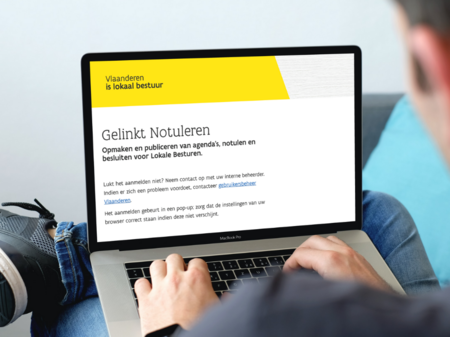 Vlaanderen
is lokaal bestuur
Gelinkt Notuleren
Opmaken en publiceren van agenda's, notulen en
besluiten voor Lokale Besturen.
Lukt het aanmelden niet? Neem contact op met uw interne beheerder.
Indien er zich een probleem voordoet, contacteer gebruikersbeheer
Vlaanderen.
Het aanmelden gebeurt in een pop-up, zorg dat de instellingen van uw
browser correct staan indien deze niet verschijnt.
MacBook Pro